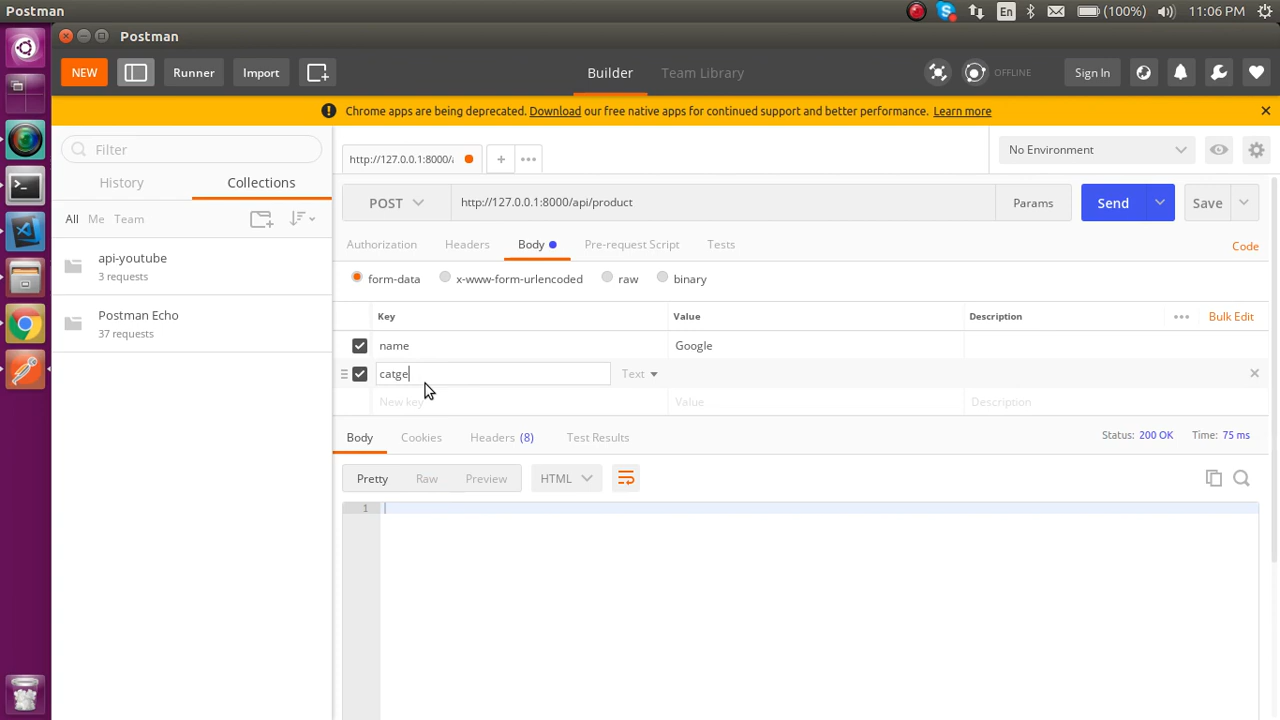 Postman
En
(100%)
11:06 PM
Postman
NEW
Runner
Import
Builder
Team Library
OFFLINE
Sign In
Chrome apps are being deprecated. Download our free native apps for continued support and better performance. Learn more
Filter
History
Collections
All Me Team
api-youtube
3 requests
Postman Echo
37 requests
http://127.0.0.1:8000/a
No Environment
POST
http://127.0.0.1:8000/api/product
Params
Send
Save
Authorization
Headers
Body
Pre-request Script
Tests
Code
form-data
x-www-form-urlencoded
raw
binary
Key
Value
Description
Bulk Edit
name
Google
catge
Text
New key
Value
Description
Body
Cookies
Headers (8)
Test Results
Status: 200 OK
Time: 75 ms
Pretty
Raw
Preview
HTML
1